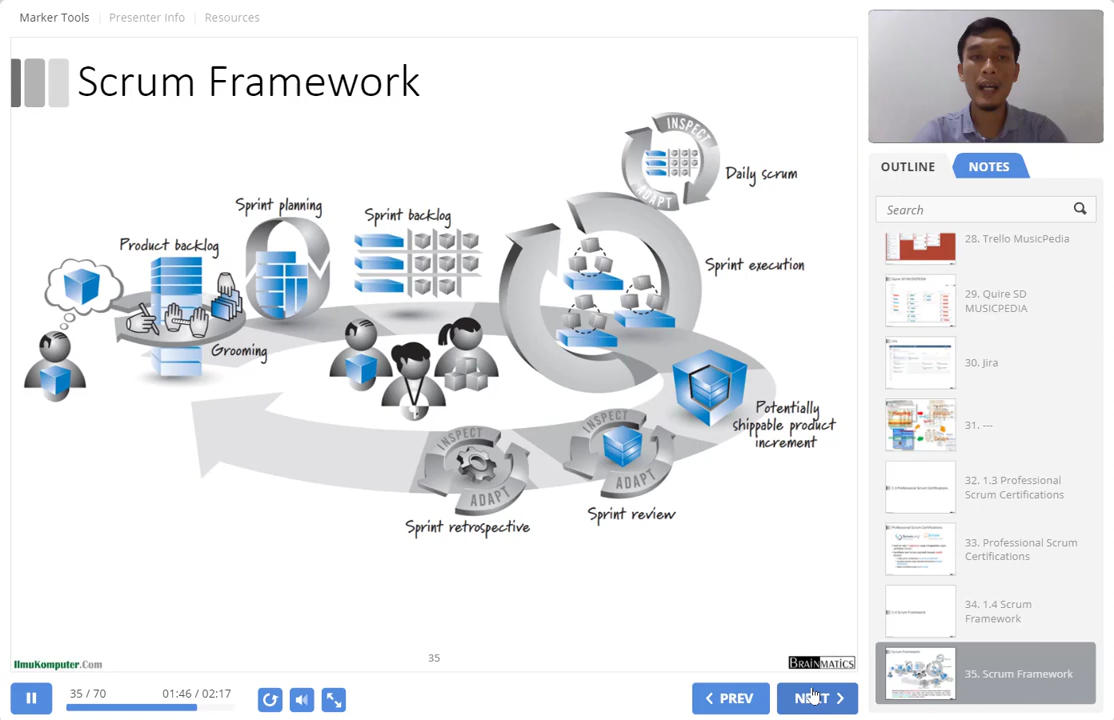 Marker Tools
Presenter Info
Resources
Scrum Framework
INSPECT
ADAPT
Daily scrum
Sprint planning
Sprint backlog
Product backlog
Sprint execution
Grooming
Potentially
shippable product
increment
INSPECT
ADAPT
Sprint review
INSPECT
ADAPT
Sprint retrospective
35
IlmuKomputer.Com
BRAINMATICS
35 / 70
01:46 / 02:17
PREV
NEXT
OUTLINE
NOTES
Search
28. Trello MusicPedia
29. Quire SD
MUSICPEDIA
30. Jira
31. ---
32. 1.3 Professional
Scrum Certifications
33. Professional Scrum
Certifications
34. 1.4 Scrum
Framework
35. Scrum Framework